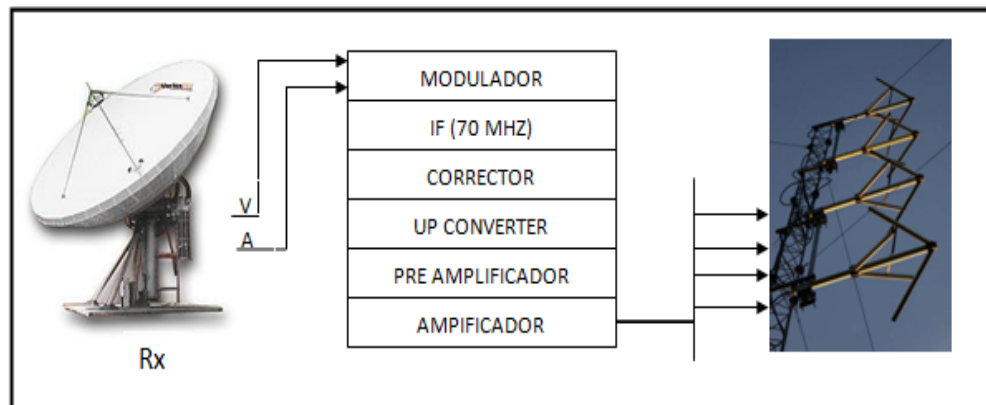 V
A
Rx
MODULADOR
IF (70 MHZ)
CORRECTOR
UP CONVERTER
PRE AMPLIFICADOR
AMPIFICADOR